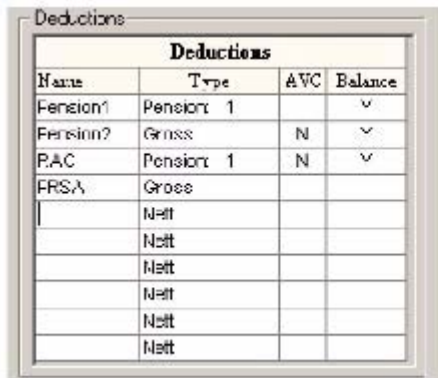 Deductions
Deductions
Name Type AVC Balance
Pension1 Pension 1 Y
Pension2 Gross N Y
RAC Pension 1 N Y
PRSA Gross
Nett
Nett
Nett
Nett
Nett
Nett